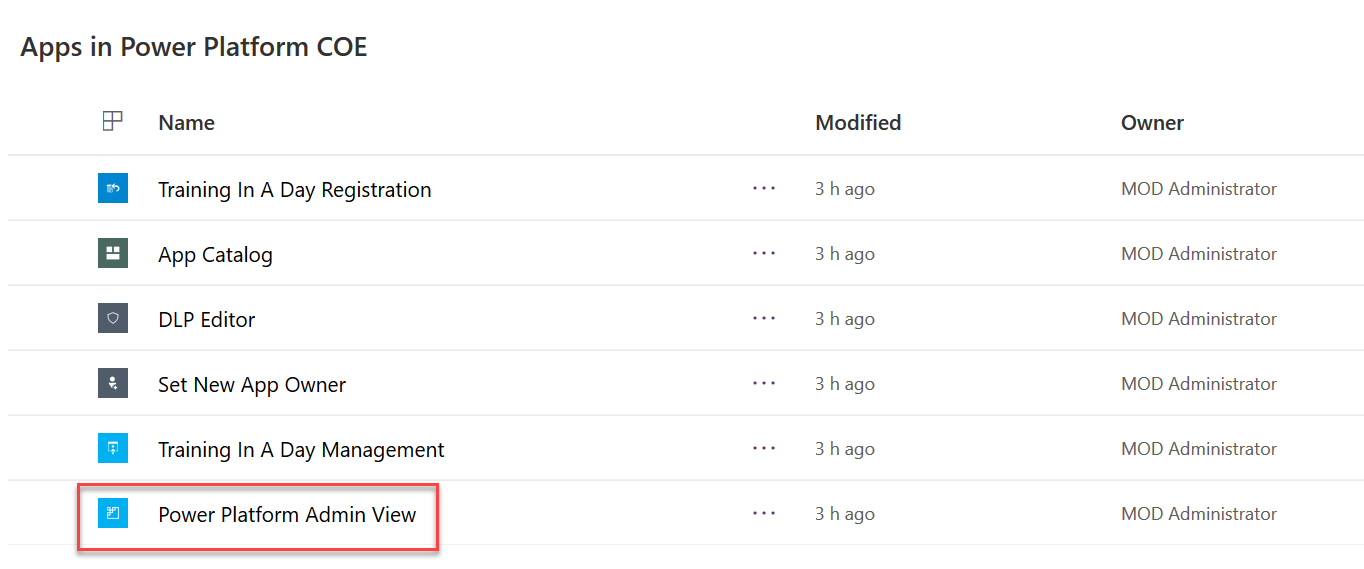 Apps in Power Platform COE
Name Modified Owner
Training In A Day Registration ... 3 h ago MOD Administrator
App Catalog ... 3 h ago MOD Administrator
DLP Editor ... 3 h ago MOD Administrator
Set New App Owner ... 3 h ago MOD Administrator
Training In A Day Management ... 3 h ago MOD Administrator
Power Platform Admin View ... 3 h ago MOD Administrator